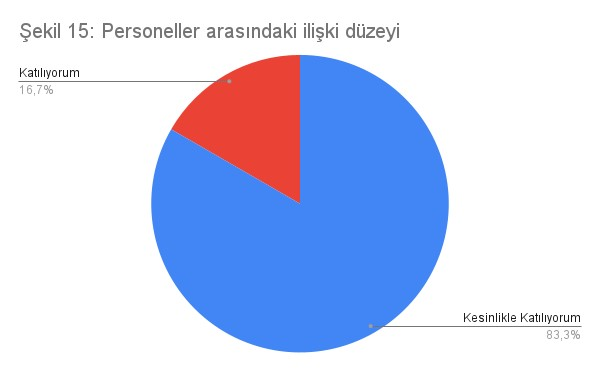 Şekil 15: Personeller arasındaki ilişki düzeyi
Katılıyorum
16,7%
Kesinlikle Katılıyorum
83,3%